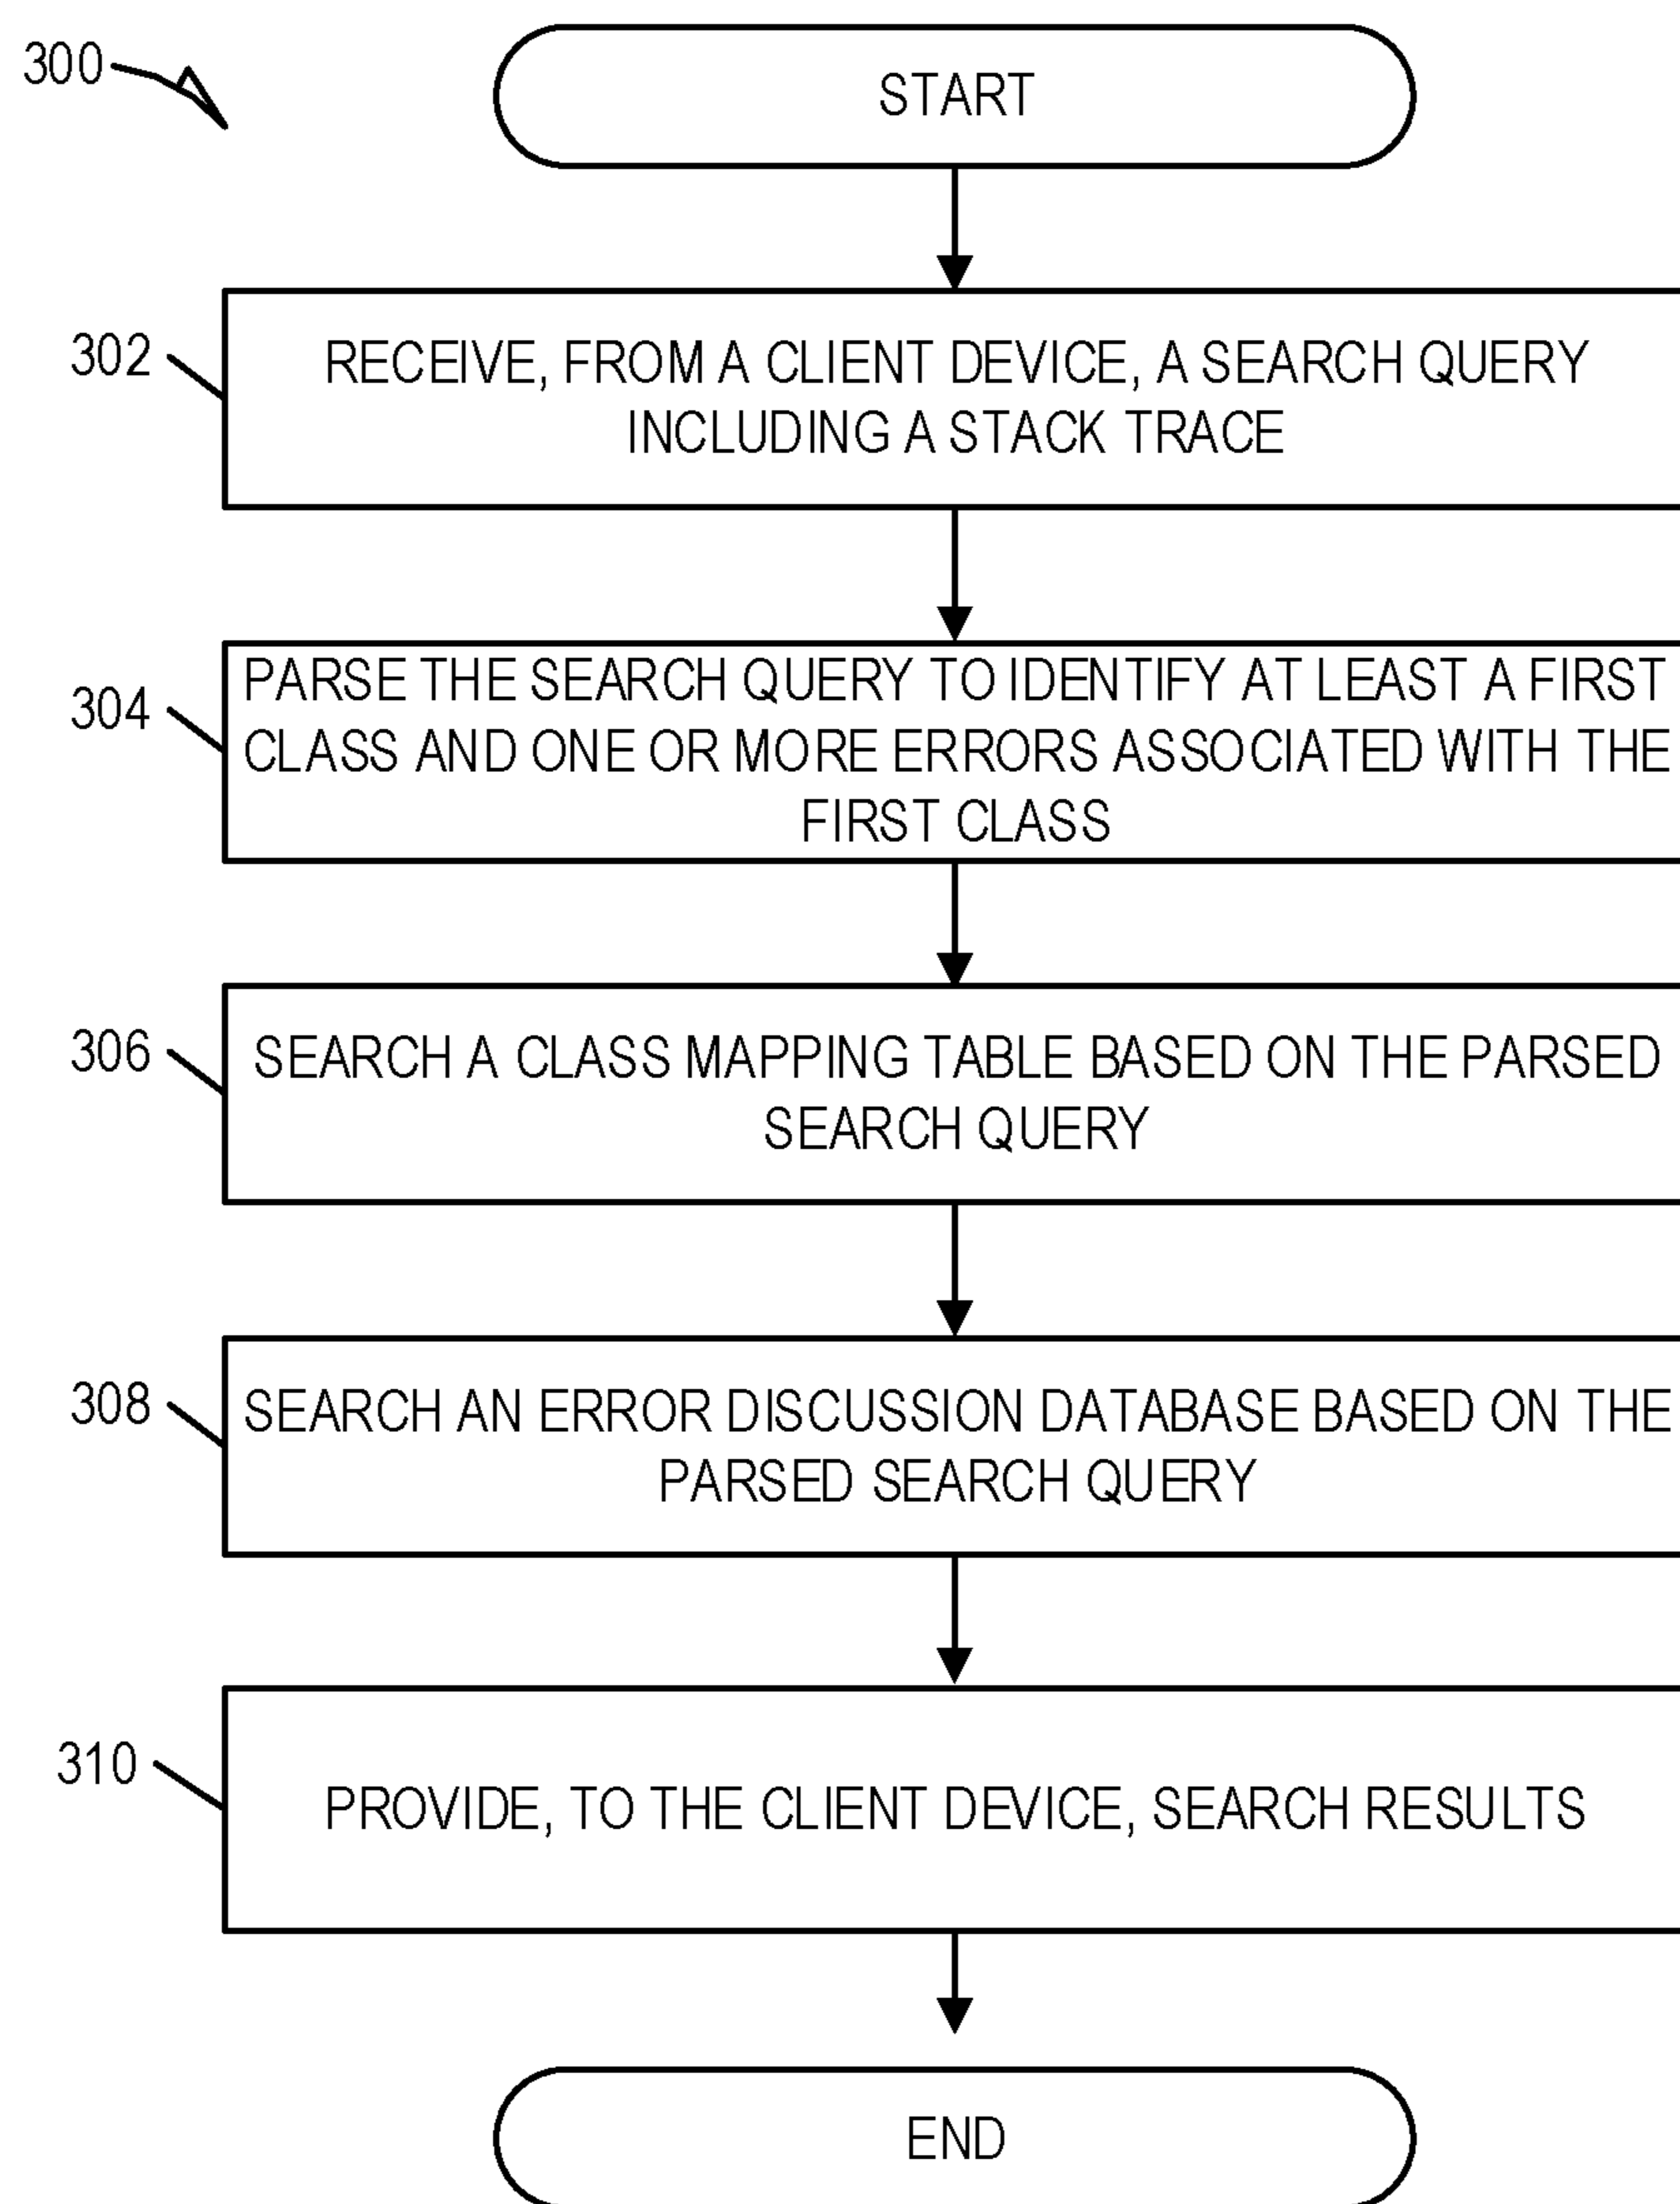 300
START
302
RECEIVE, FROM A CLIENT DEVICE, A SEARCH QUERY
INCLUDING A STACK TRACE
304
PARSE THE SEARCH QUERY TO IDENTIFY AT LEAST A FIRST
CLASS AND ONE OR MORE ERRORS ASSOCIATED WITH THE
FIRST CLASS
306
SEARCH A CLASS MAPPING TABLE BASED ON THE PARSED
SEARCH QUERY
308
SEARCH AN ERROR DISCUSSION DATABASE BASED ON THE
PARSED SEARCH QUERY
310
PROVIDE, TO THE CLIENT DEVICE, SEARCH RESULTS
END